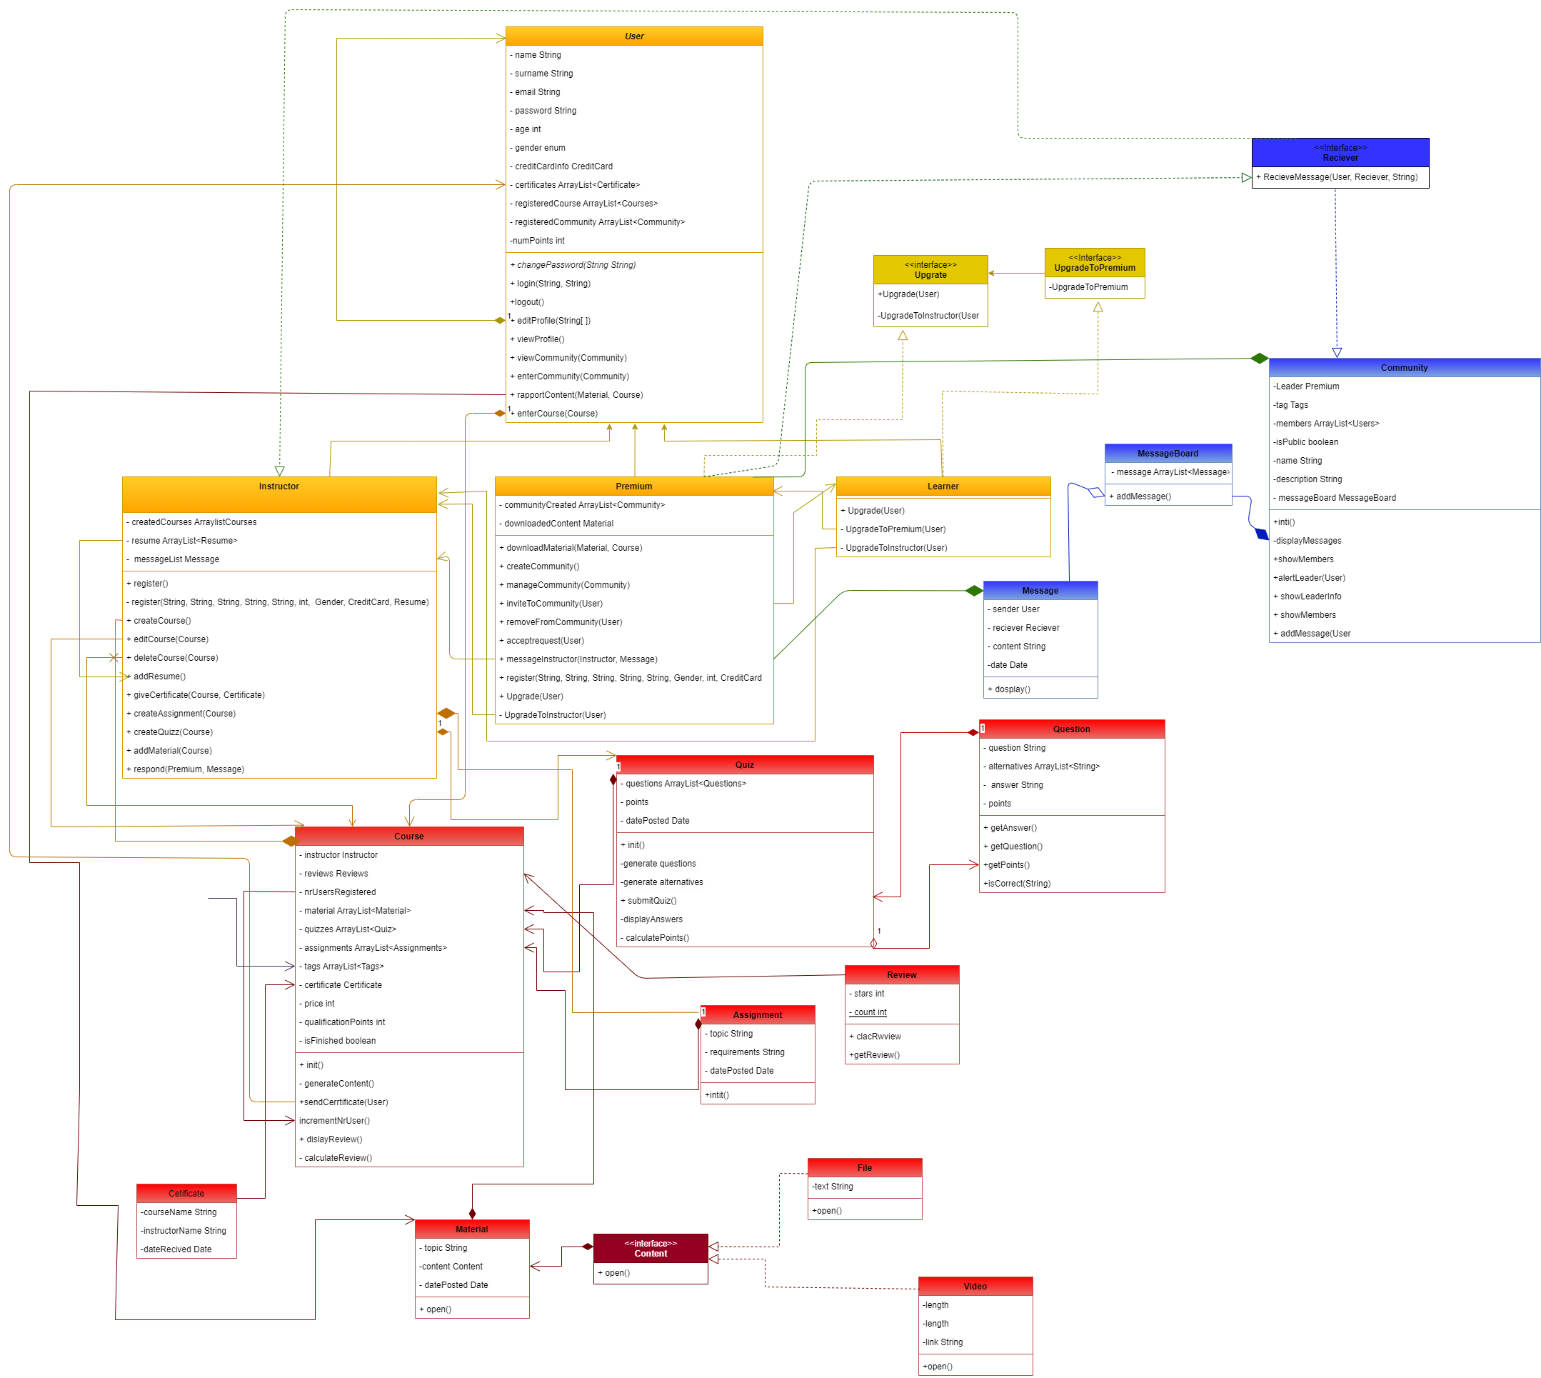 User
- name String
- surname String
- email String
- password String
- age int
- gender enum
- creditCardInfo CreditCard
- certificates ArrayList<Certificate>
- registeredCourse ArrayList<Courses>
- registeredCommunity ArrayList<Community>
-numPoints int
+ changePassword(String String)
+ login(String, String)
+logout()
1
+ editProfile(String[ ])
+ viewProfile()
+ viewCommunity(Community)
+ enterCommunity(Community)
+ rapportContent(Material, Course)
1
+ enterCourse(Course)
<<Interface>>
Reciever
+ RecieveMessage(User, Reciever, String)
<<interface>>
Upgrate
+Upgrade(User)
-UpgradeToInstructor(User
<<Interface>>
UpgradeToPremium
-UpgradeToPremium
Community
-Leader Premium
-tag Tags
-members ArrayList<Users>
-isPublic boolean
-name String
-description String
- messageBoard MessageBoard
+inti()
-displayMessages
+showMembers
+alertLeader(User)
+ showLeaderInfo
+ showMembers
+ addMessage(User
MessageBoard
- message ArrayList<Message>
+ addMessage()
Instructor
- createdCourses ArraylistCourses
- resume ArrayList<Resume>
- messageList Message
+ register()
- register(String, String, String, String, String, int, Gender, CreditCard, Resume)
+ createCourse()
+ editCourse(Course)
+ deleteCourse(Course)
+ addResume()
+ giveCertificate(Course, Certificate)
+ createAssignment(Course)
1
+ createQuizz(Course)
+ addMaterial(Course)
+ respond(Premium, Message)
Premium
- communityCreated ArrayList<Community>
- downloadedContent Material
+ downloadMaterial(Material, Course)
+ createCommunity()
+ manageCommunity(Community)
+ inviteToCommunity(User)
+ removeFromCommunity(User)
+ acceptrequest(User)
+ messageInstructor(Instructor, Message)
+ register(String, String, String, String, String, Gender, int, CreditCard
+ Upgrade(User)
- UpgradeToInstructor(User)
Learner
+ Upgrade(User)
- UpgradeToPremium(User)
- UpgradeToInstructor(User)
Message
- sender User
- reciever Reciever
- content String
-date Date
+ dosplay()
1
Question
- question String
- alternatives ArrayList<String>
- answer String
- points
+ getAnswer()
+ getQuestion()
+getPoints()
+isCorrect(String)
Quiz
1
- questions ArrayList<Questions>
- points
- datePosted Date
+ init()
-generate questions
-generate alternatives
+ submitQuiz()
-displayAnswers
- calculatePoints()
1
Course
- instructor Instructor
- reviews Reviews
- nrUsersRegistered
- material ArrayList<Material>
- quizzes ArrayList<Quiz>
- assignments ArrayList<Assignments>
- tags ArrayList<Tags>
- certificate Certificate
- price int
- qualificationPoints int
- isFinished boolean
+ init()
- generateContent()
+sendCerrtificate(User)
incrementNrUser()
+ dislayReview()
- calculateReview()
Review
- stars int
- count int
+ clacRwview
+getReview()
1
Assignment
- topic String
- requirements String
- datePosted Date
+intit()
Cetificate
-courseName String
-instructorName String
-dateRecived Date
Material
- topic String
-content Content
- datePosted Date
+ open()
<<interface>>
Content
+ open()
File
-text String
+open()
Video
-length
-length
-link String
+open()